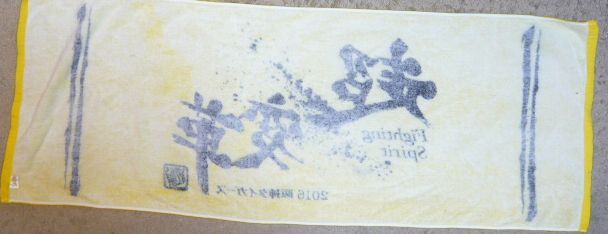 超変革
Fighting
Spirit
2016 阪神タイガース